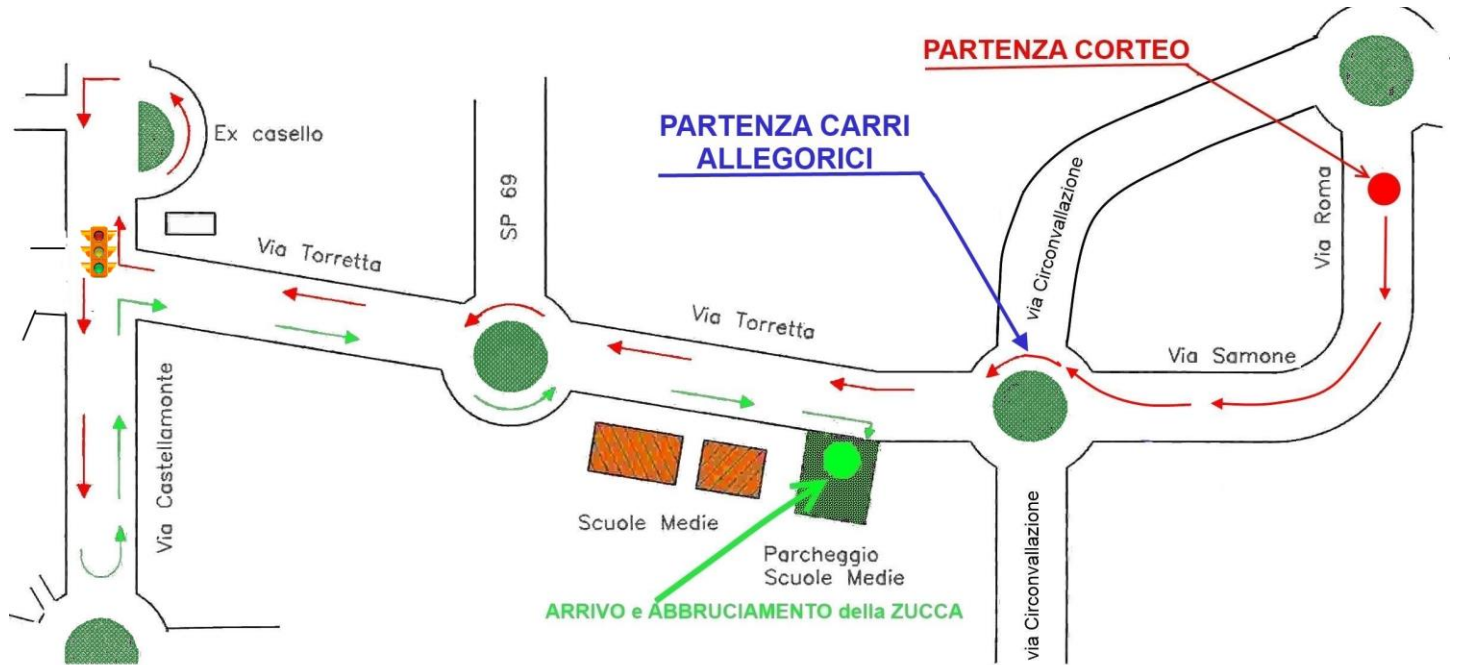 PARTENZA CORTEO
PARTENZA CARRI
ALLEGORICI
Ex casello
SP 69
via Circonvallazione
Via Roma
Via Torretta
Via Torretta
Via Samone
Via Castellamonte
Scuole Medie
Parcheggio
Scuole Medie
via Circonvallazione
ARRIVO e ABBRUCIAMENTO della ZUCCA